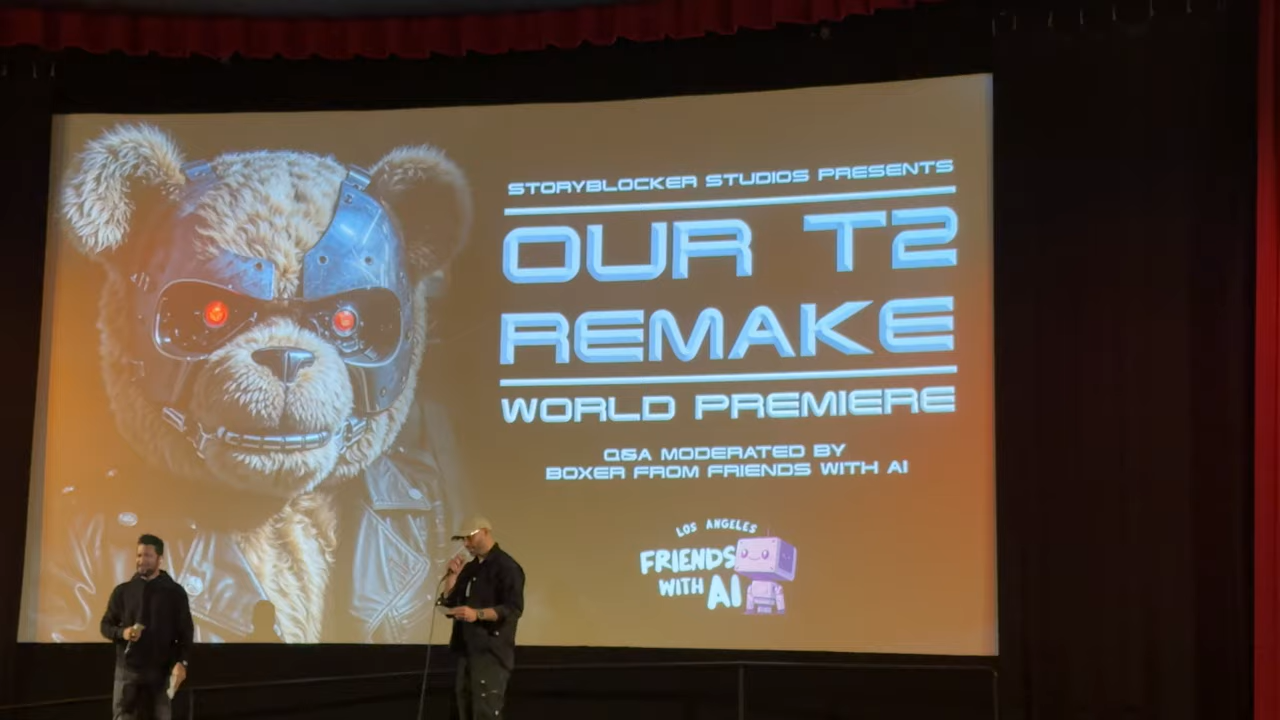 STORYBLOCKER STUDIOS PRESENTS
OUR T2
REMAKE
WORLD PREMIERE
Q&A MODERATED BY
BOXER FROM FRIENDS WITH AI
LOS ANGELES
FRIENDS
WITH AI